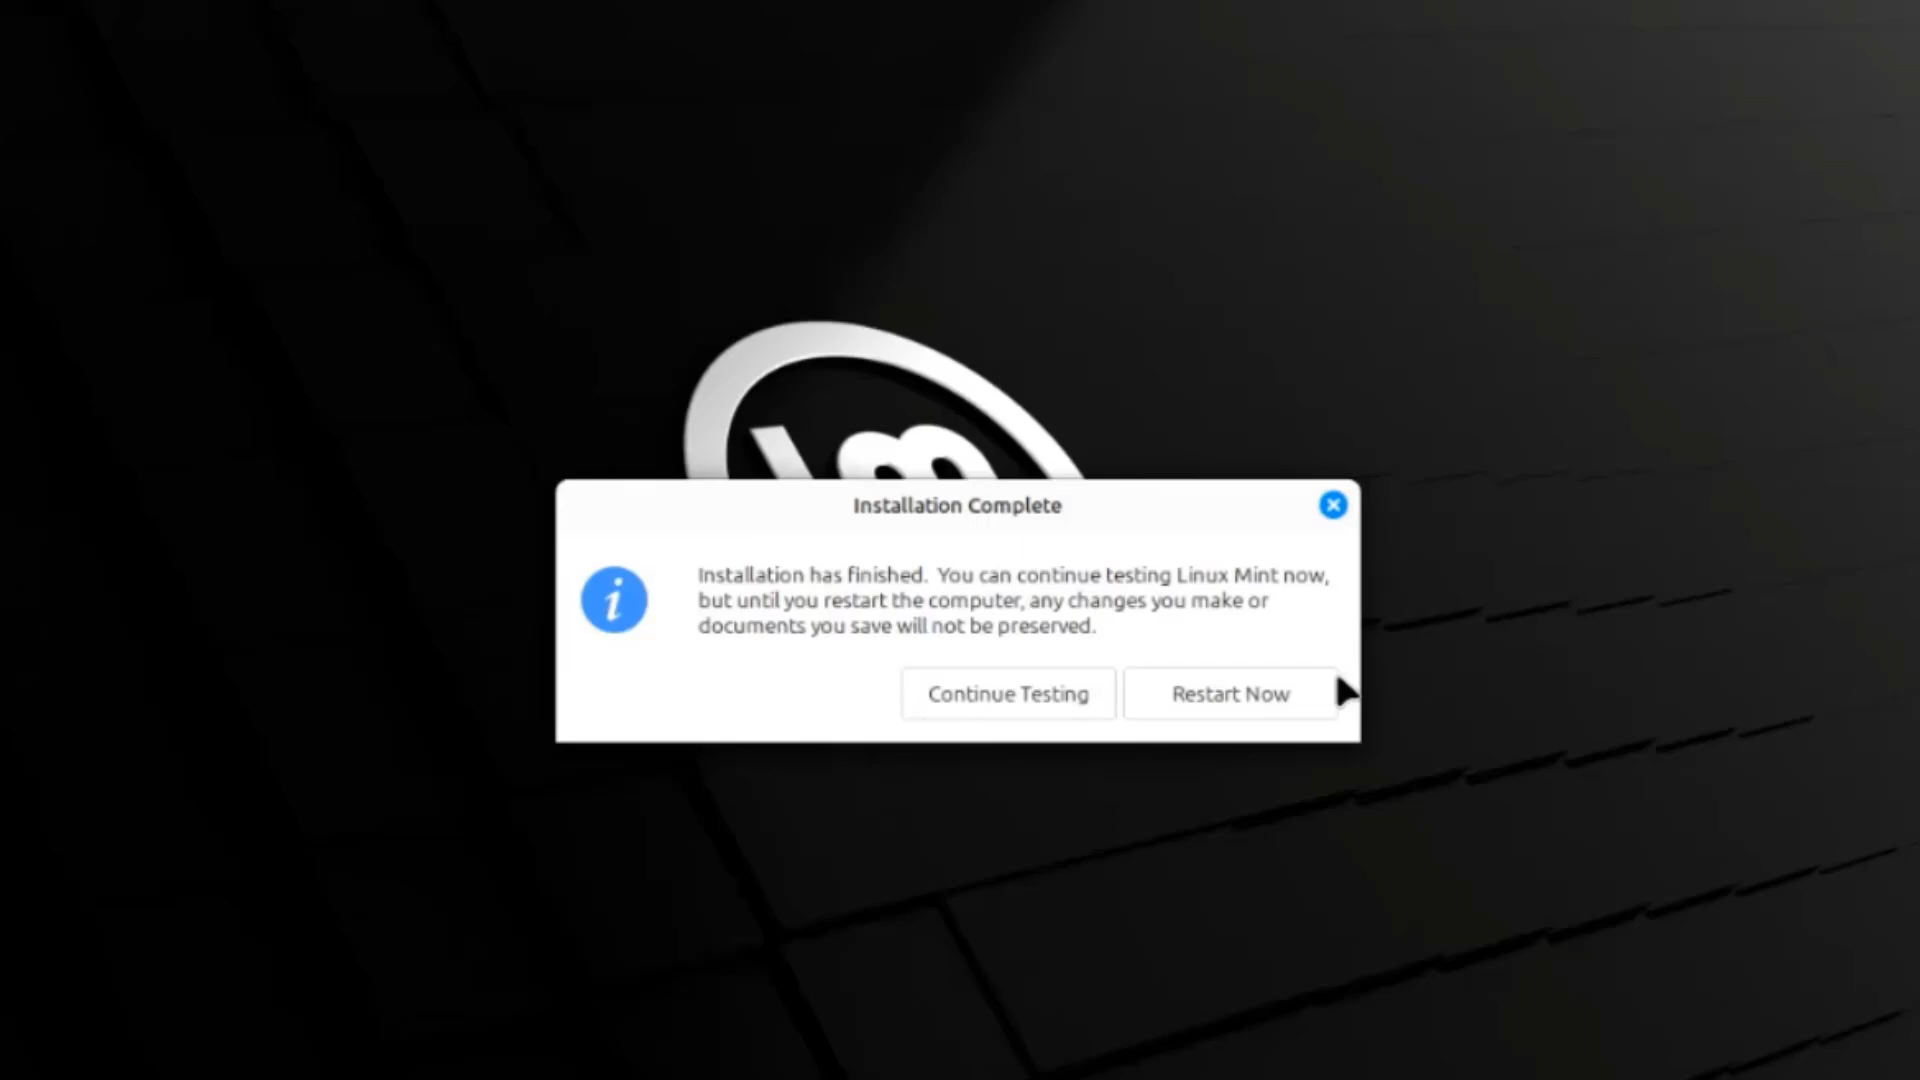 Installation Complete
Installation has finished.  You can continue testing Linux Mint now,
but until you restart the computer, any changes you make or
documents you save will not be preserved.
Continue Testing
Restart Now